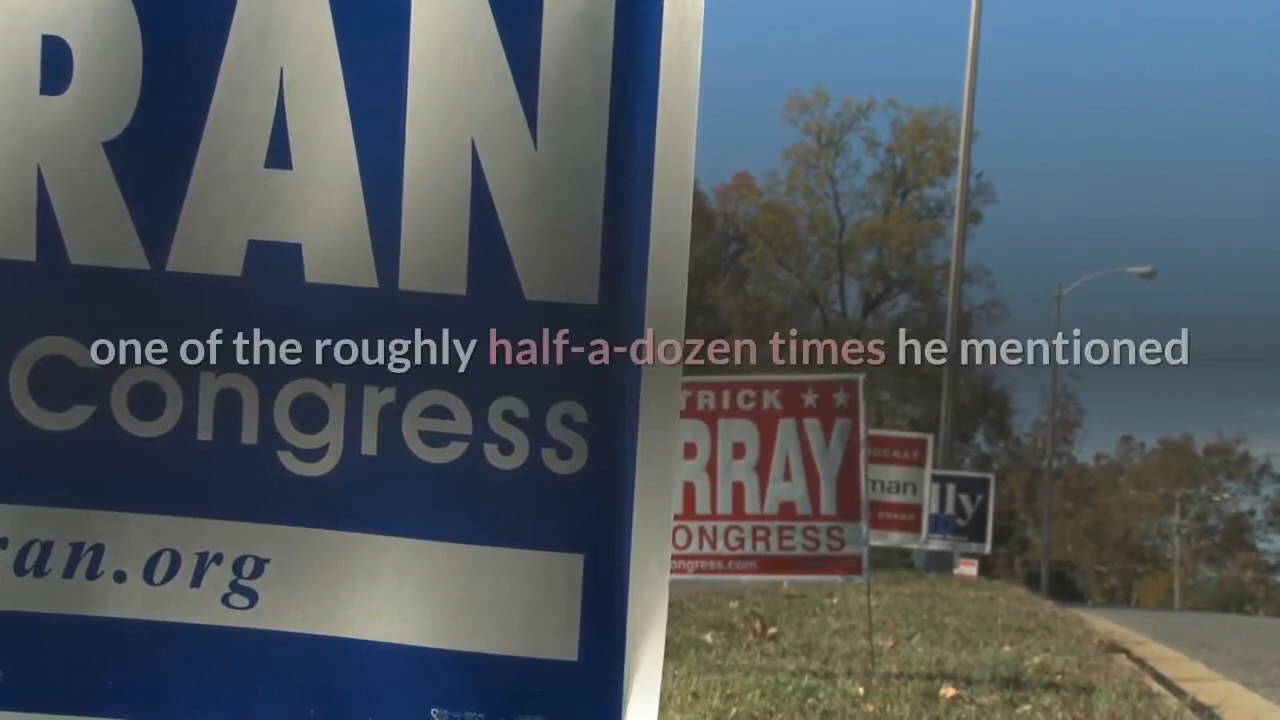 RAN
Congress
ran.org
one of the roughly half-a-dozen times he mentioned
TRICK ★★
RRAY
ONGRESS
ongress.com
OCRAT
man
lly